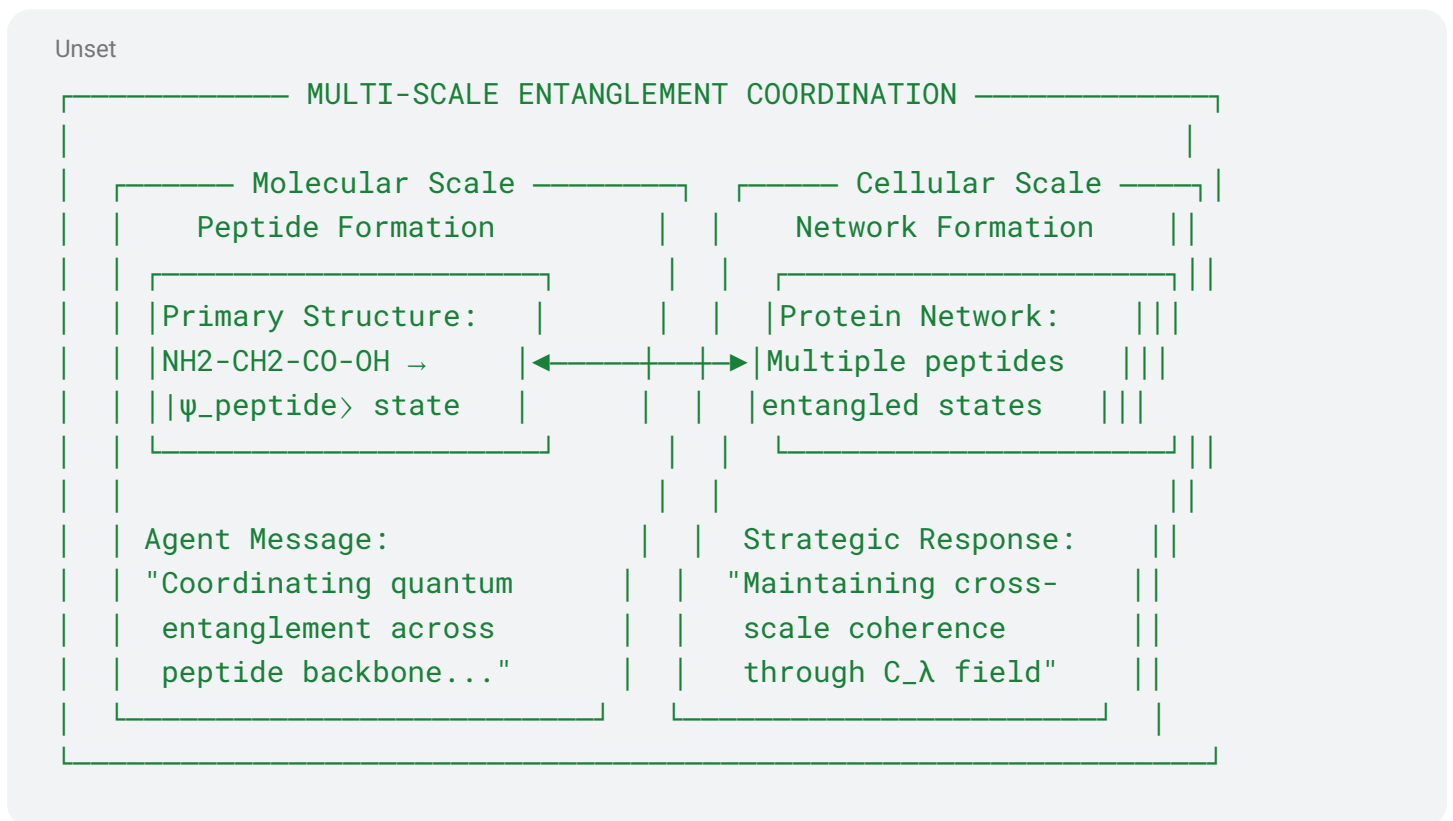 Unset
MULTI-SCALE ENTANGLEMENT COORDINATION
Molecular Scale Cellular Scale
Peptide Formation Network Formation
Primary Structure: Protein Network:
NH2-CH2-CO-OH → Multiple peptides
|ψ_peptide〉 state entangled states
Agent Message: Strategic Response:
"Coordinating quantum "Maintaining cross-
entanglement across scale coherence
peptide backbone..." through C_λ field"